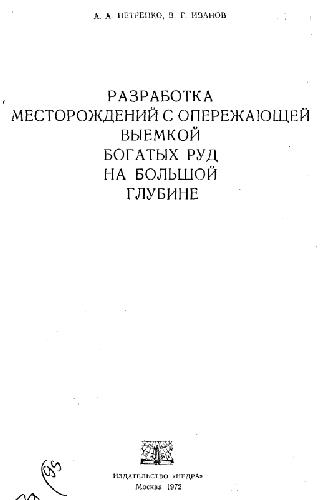 А. А. ПЕТРЕНКО, В. Г. ИВАНОВ
РАЗРАБОТКА
МЕСТОРОЖДЕНИЙ С ОПЕРЕЖАЮЩЕЙ
ВЫЕМКОЙ
БОГАТЫХ РУД
НА БОЛЬШОЙ
ГЛУБИНЕ
ИЗДАТЕЛЬСТВО «НЕДРА»
Москва 1972